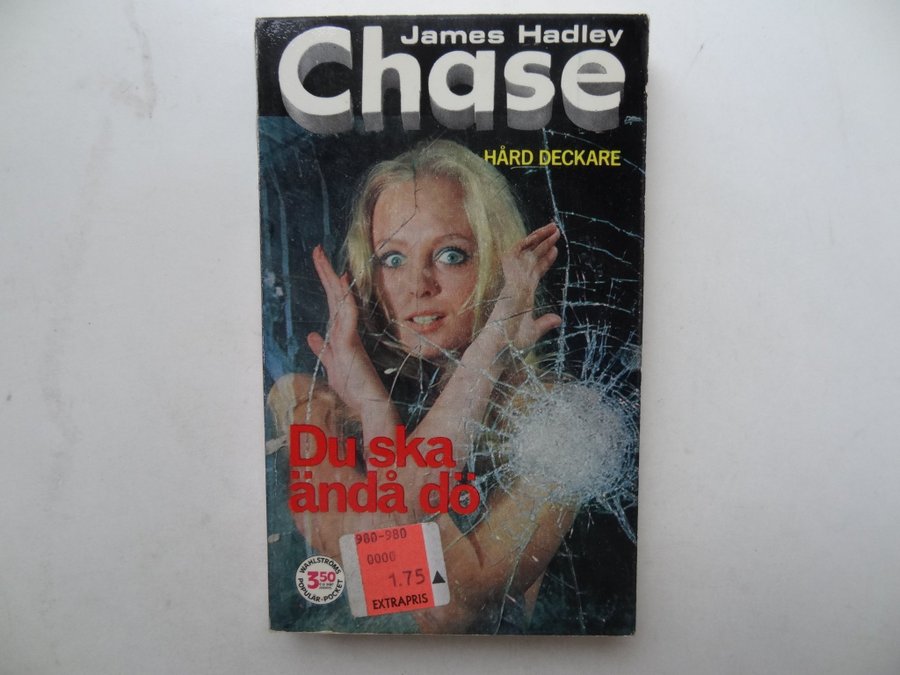 James Hadley
Chase
HÅRD DECKARE
Du ska
ändå dö
980-980
0000
1.75
EXTRAPRIS
WAHLSTRÖMS
3.50
POPULÄR-POCKET